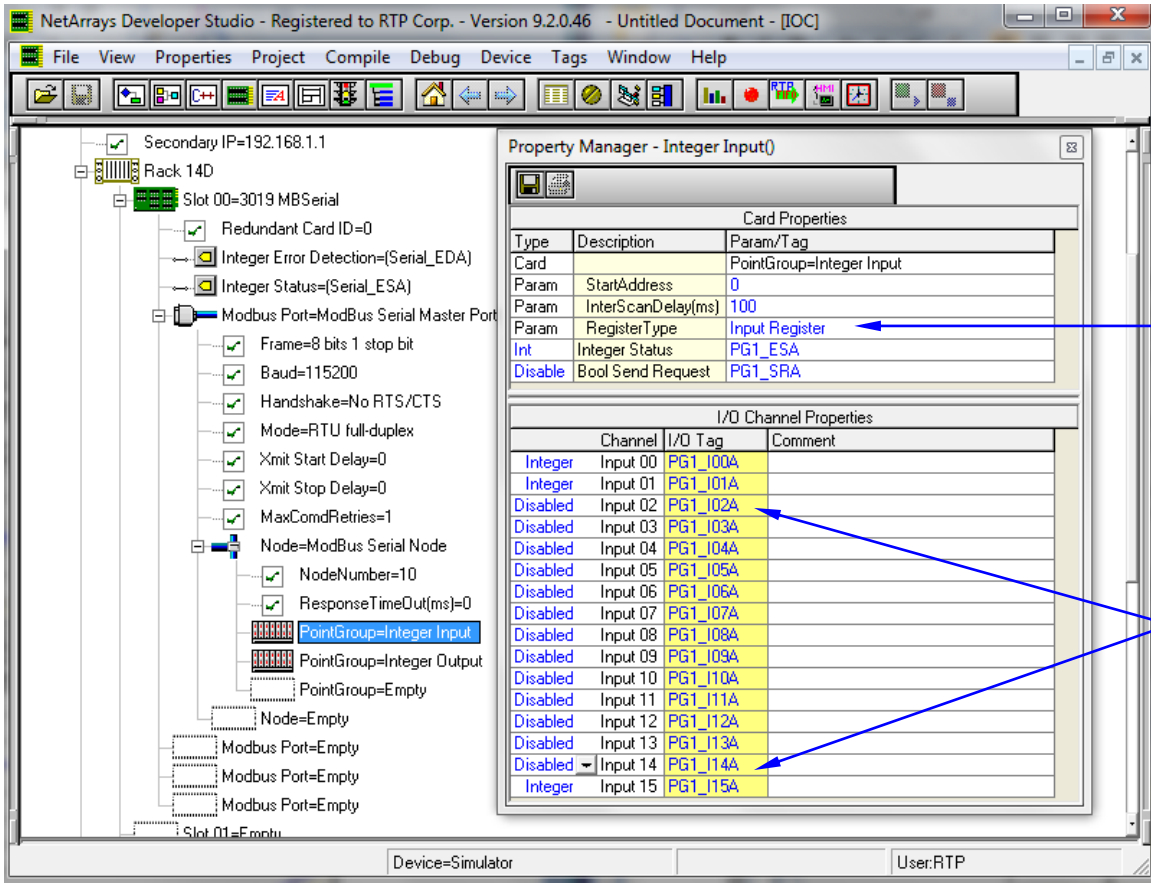 NetArrays Developer Studio - Registered to RTP Corp. - Version 9.2.0.46 - Untitled Document - [IOC]
File View Properties Project Compile Debug Device Tags Window Help
RTP HMI
Secondary IP=192.168.1.1
Rack 14D
Slot 00=3019 MBSerial
Redundant Card ID=0
Integer Error Detection=(Serial_EDA)
Integer Status=(Serial_ESA)
Modbus Port=ModBus Serial Master Port
Frame=8 bits 1 stop bit
Baud=115200
Handshake=No RTS/CTS
Mode=RTU full-duplex
Xmit Start Delay=0
Xmit Stop Delay=0
MaxComdRetries=1
Node=ModBus Serial Node
NodeNumber=10
ResponseTimeOut(ms)=0
PointGroup=Integer Input
PointGroup=Integer Output
PointGroup=Empty
Node=Empty
Modbus Port=Empty
Modbus Port=Empty
Modbus Port=Empty
Slot 01=Empty
Property Manager - Integer Input()
Card Properties
Type Description Param/Tag
Card PointGroup=Integer Input
Param StartAddress 0
Param InterScanDelay(ms) 100
Param RegisterType Input Register
Int Integer Status PG1_ESA
Disable Bool Send Request PG1_SRA
I/O Channel Properties
Channel I/O Tag Comment
Integer Input 00 PG1_I00A
Integer Input 01 PG1_I01A
Disabled Input 02 PG1_I02A
Disabled Input 03 PG1_I03A
Disabled Input 04 PG1_I04A
Disabled Input 05 PG1_I05A
Disabled Input 06 PG1_I06A
Disabled Input 07 PG1_I07A
Disabled Input 08 PG1_I08A
Disabled Input 09 PG1_I09A
Disabled Input 10 PG1_I10A
Disabled Input 11 PG1_I11A
Disabled Input 12 PG1_I12A
Disabled Input 13 PG1_I13A
Disabled Input 14 PG1_I14A
Integer Input 15 PG1_I15A
Device=Simulator User:RTP